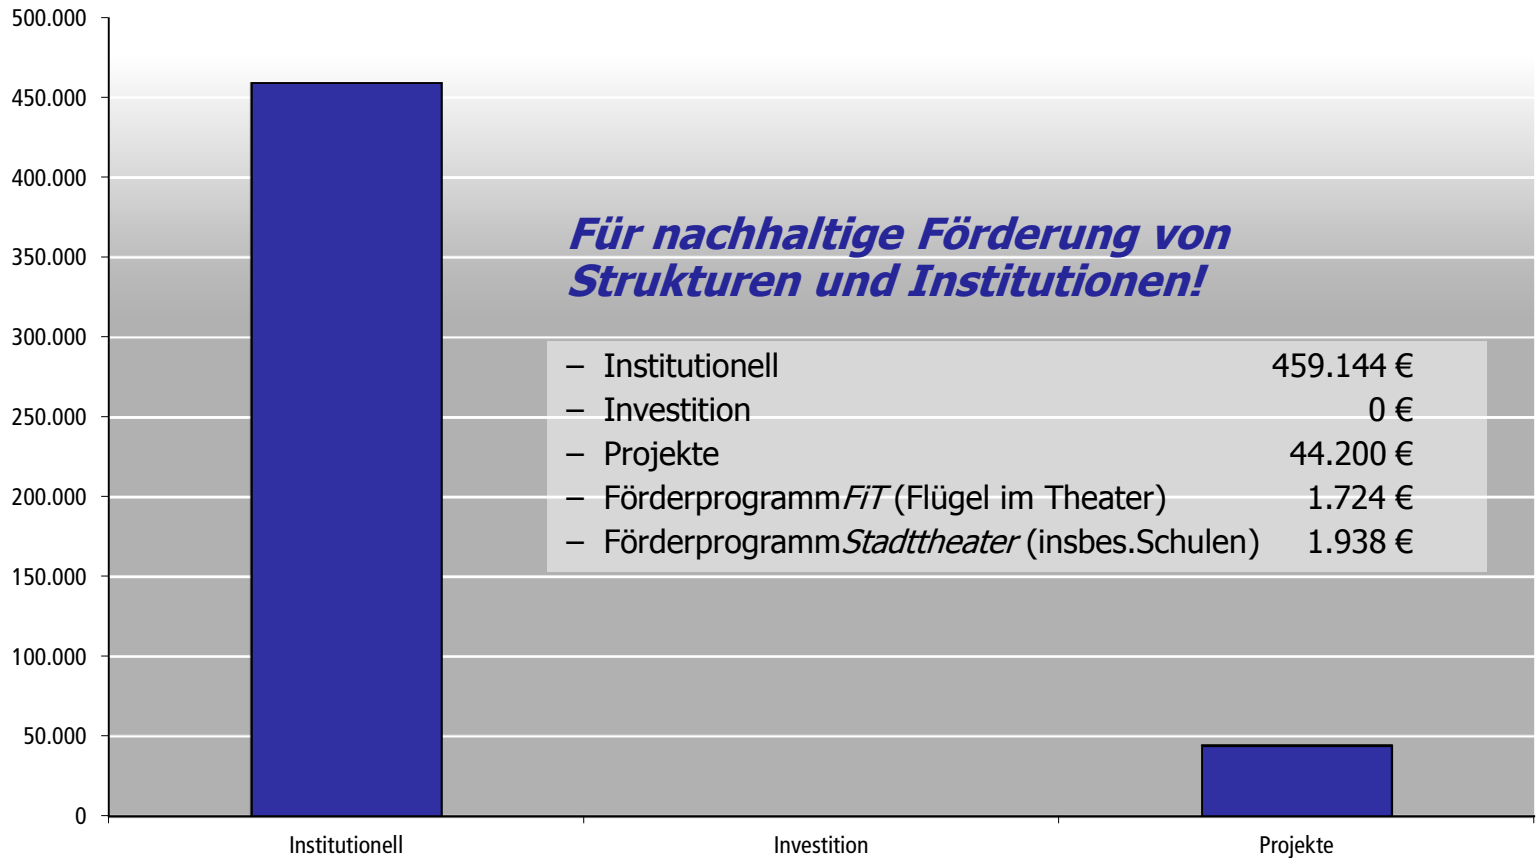 500.000
450.000
400.000
350.000
300.000
250.000
200.000
150.000
100.000
50.000
0
Für nachhaltige Förderung von
Strukturen und Institutionen!
– Institutionell 459.144 €
– Investition 0 €
– Projekte 44.200 €
– Förderprogramm FiT (Flügel im Theater) 1.724 €
– Förderprogramm Stadttheater (insbes.Schulen) 1.938 €
Institutionell Investition Projekte